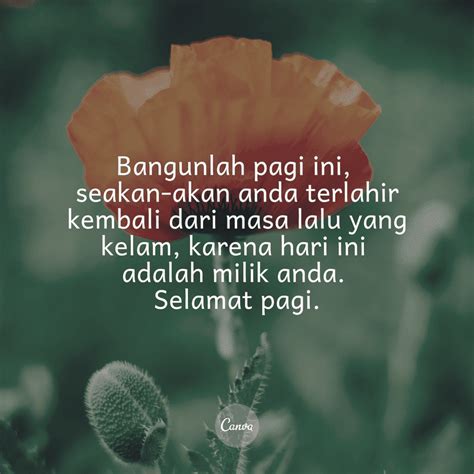 Bangunlah pagi ini,
seakan-akan anda terlahir
kembali dari masa lalu yang
kelam, karena hari ini
adalah milik anda.
Selamat pagi.
Canva